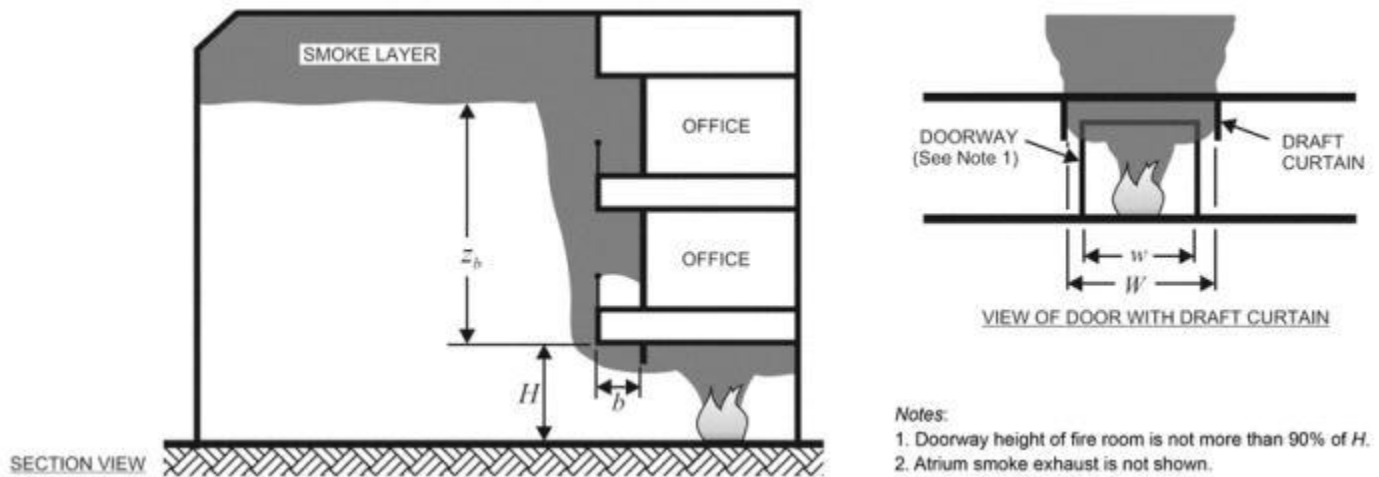 SMOKE LAYER
OFFICE
OFFICE
z_b
H
b
SECTION VIEW
DOORWAY
(See Note 1)
DRAFT
CURTAIN
w
W
VIEW OF DOOR WITH DRAFT CURTAIN
Notes:
1. Doorway height of fire room is not more than 90% of H.
2. Atrium smoke exhaust is not shown.